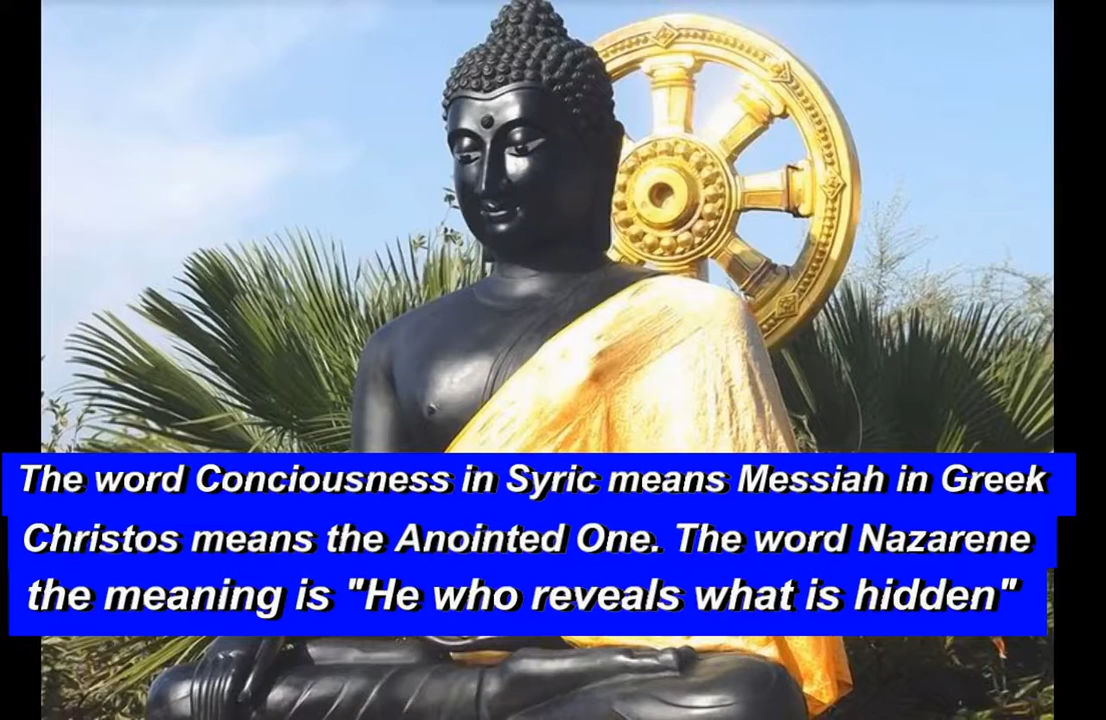 The word Conciousness in Syric means Messiah in Greek
Christos means the Anointed One. The word Nazarene
the meaning is "He who reveals what is hidden"